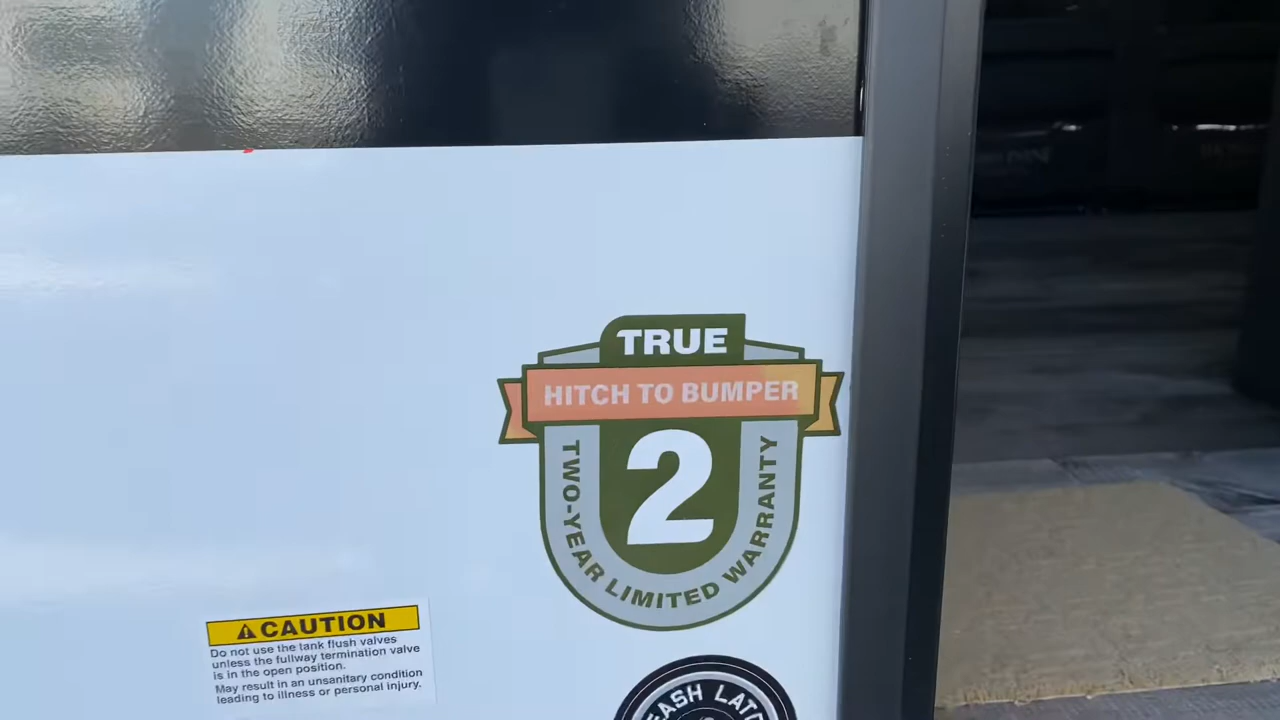 TRUE
HITCH TO BUMPER
2
TWO-YEAR LIMITED WARRANTY
CAUTION
Do not use the tank flush valves
unless the fullway termination valve
is in the open position.
May result in an unsanitary condition
leading to illness or personal injury.